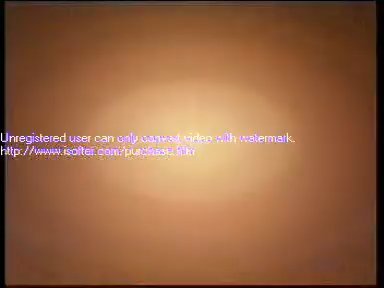 Unregistered user can only convert video with watermark.
http://www.isofter.com/purchase.htm